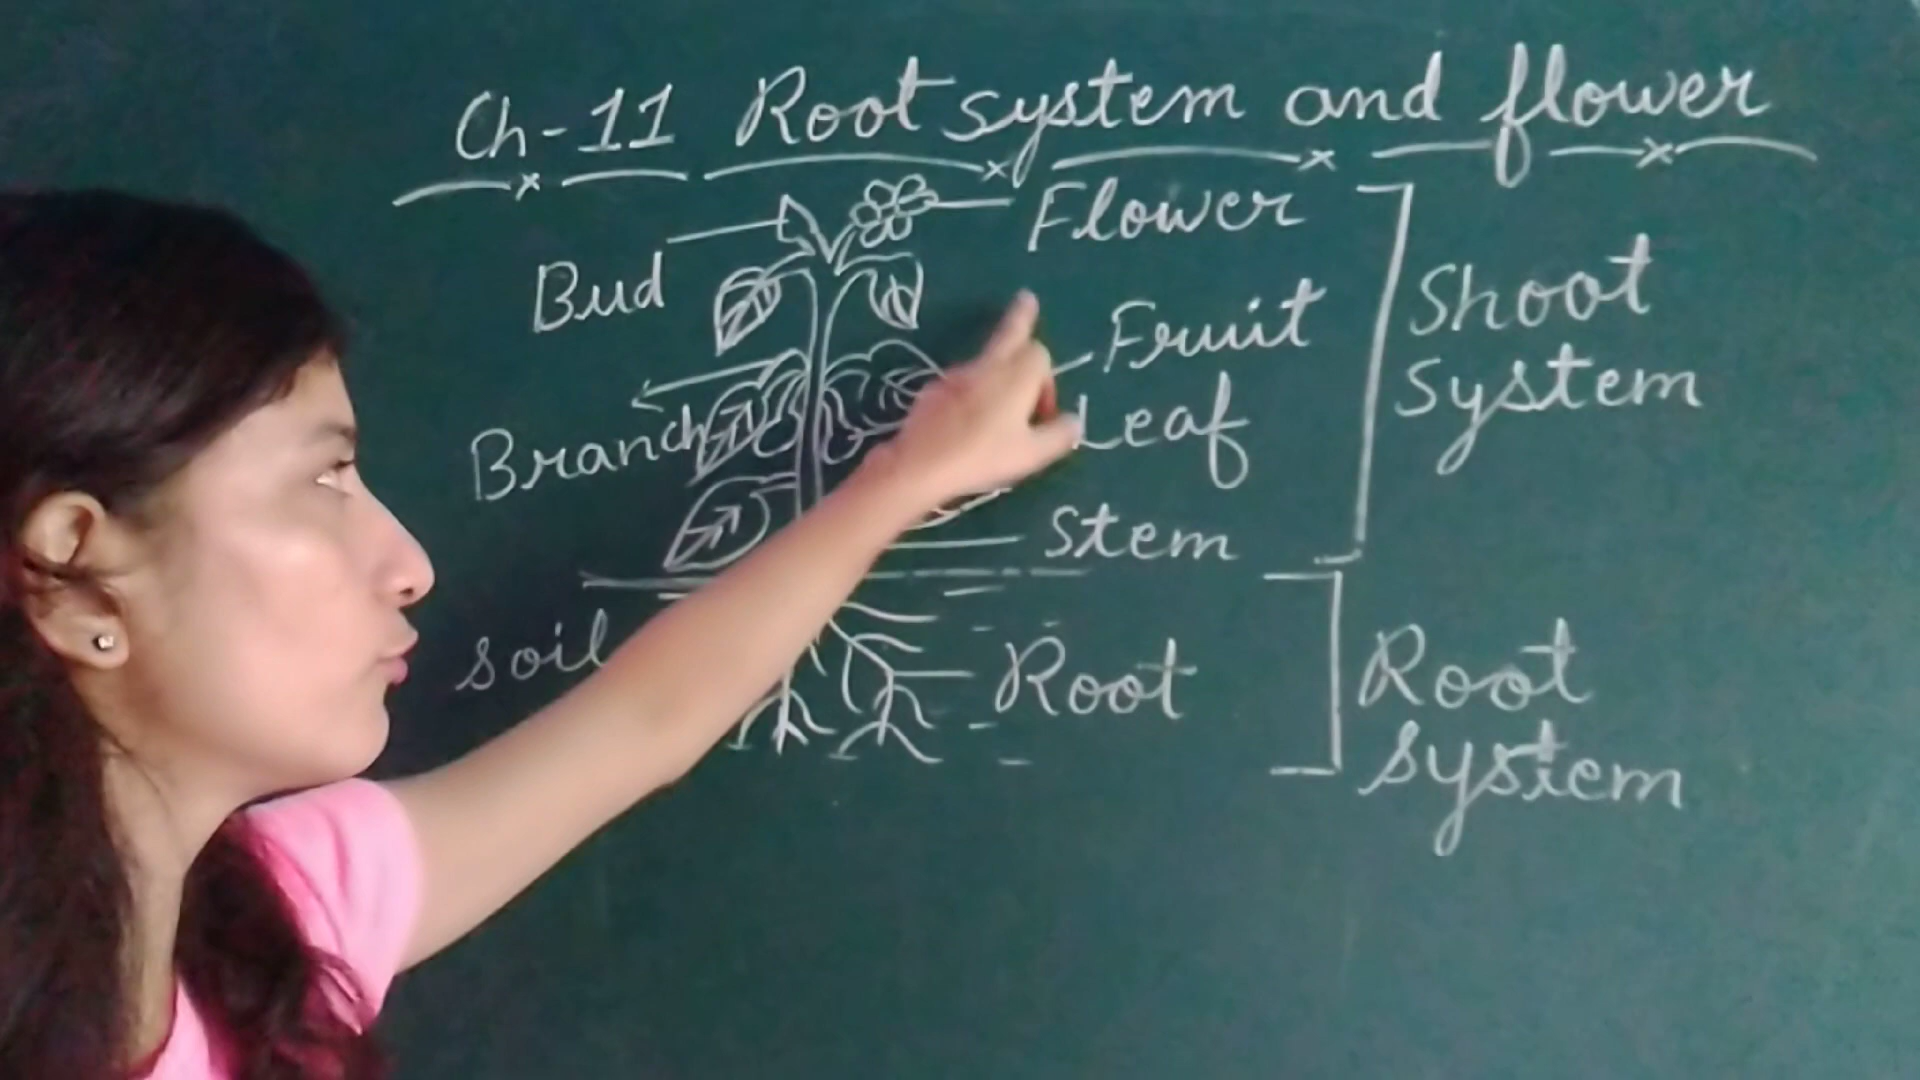 Ch-11 Root system and flower
Flower
Bud
Fruit
Shoot
System
Branch
Leaf
Stem
soil
Root
Root
system